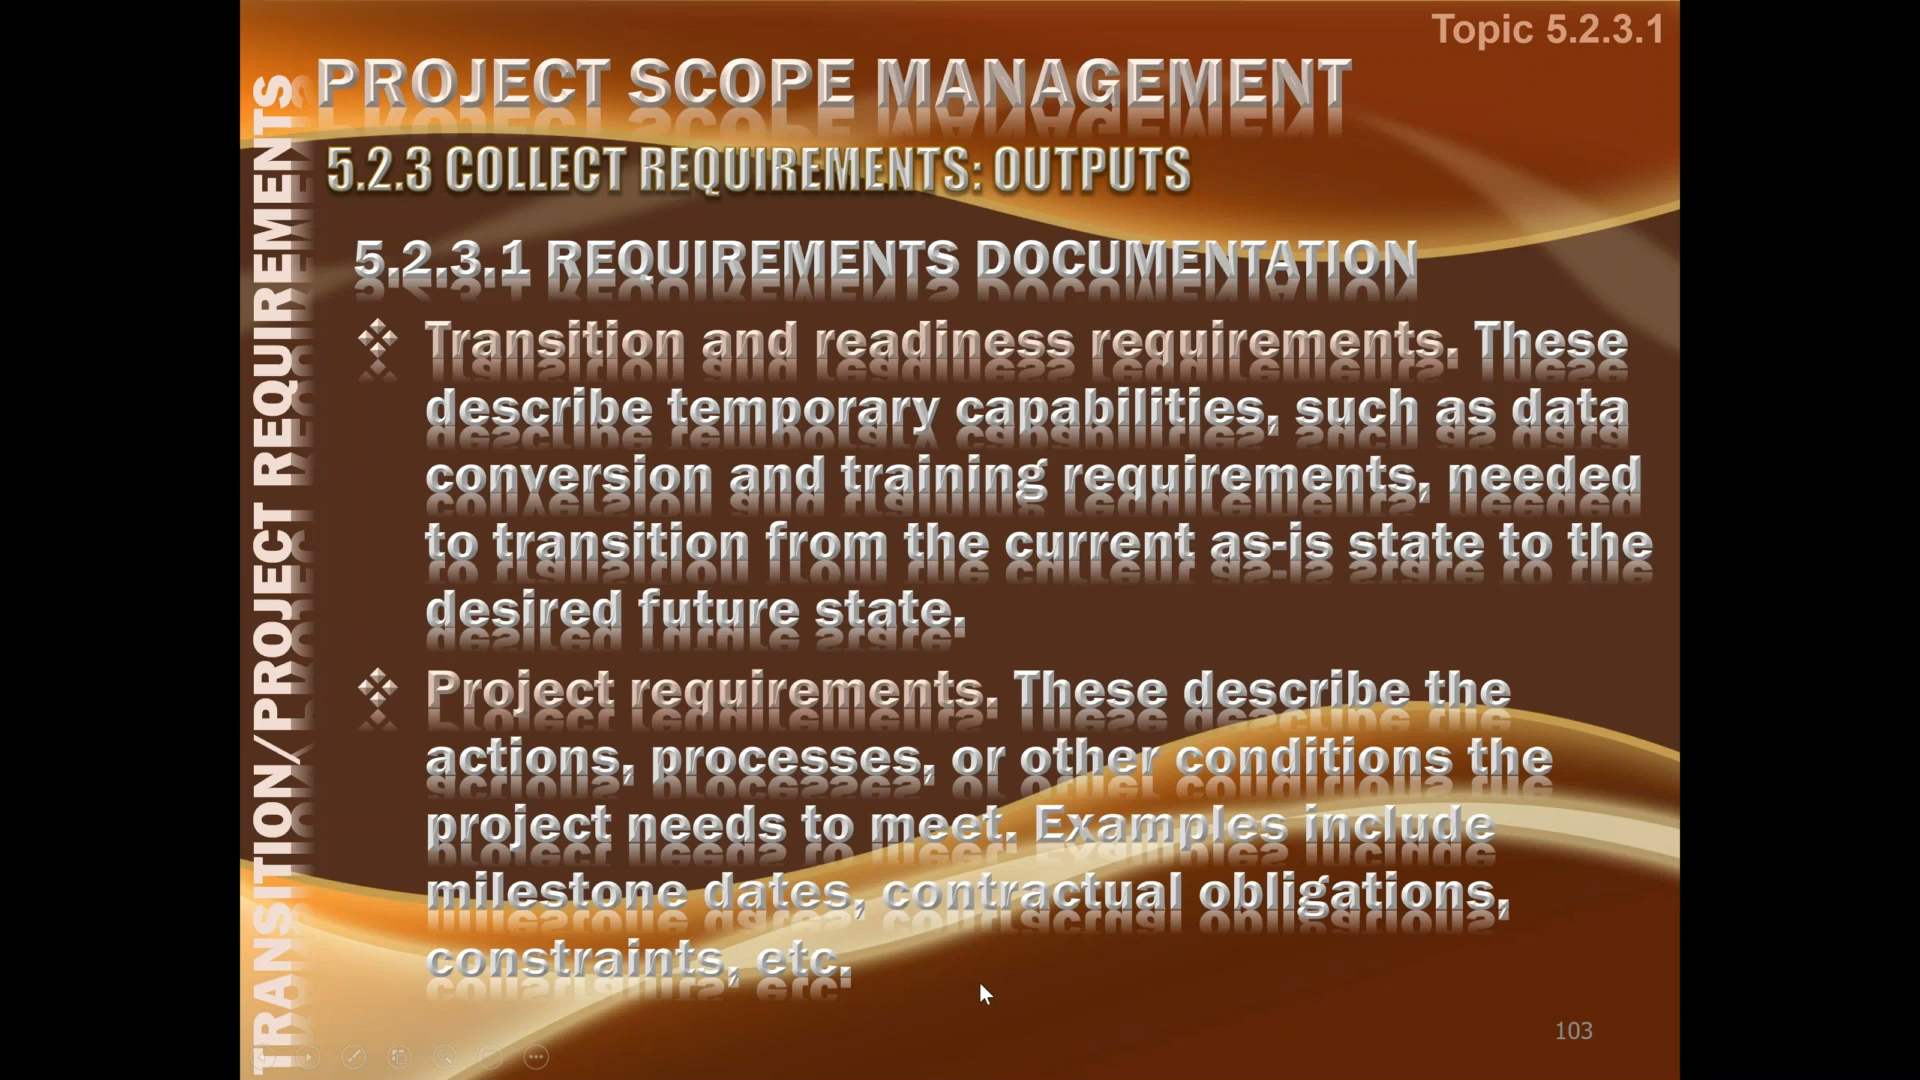 Topic 5.2.3.1
PROJECT SCOPE MANAGEMENT
5.2.3 COLLECT REQUIREMENTS: OUTPUTS
TRANSITION/PROJECT REQUIREMENTS
5.2.3.1 REQUIREMENTS DOCUMENTATION
❖ Transition and readiness requirements. These
describe temporary capabilities, such as data
conversion and training requirements, needed
to transition from the current as-is state to the
desired future state.
❖ Project requirements. These describe the
actions, processes, or other conditions the
project needs to meet. Examples include
milestone dates, contractual obligations,
constraints, etc.
103